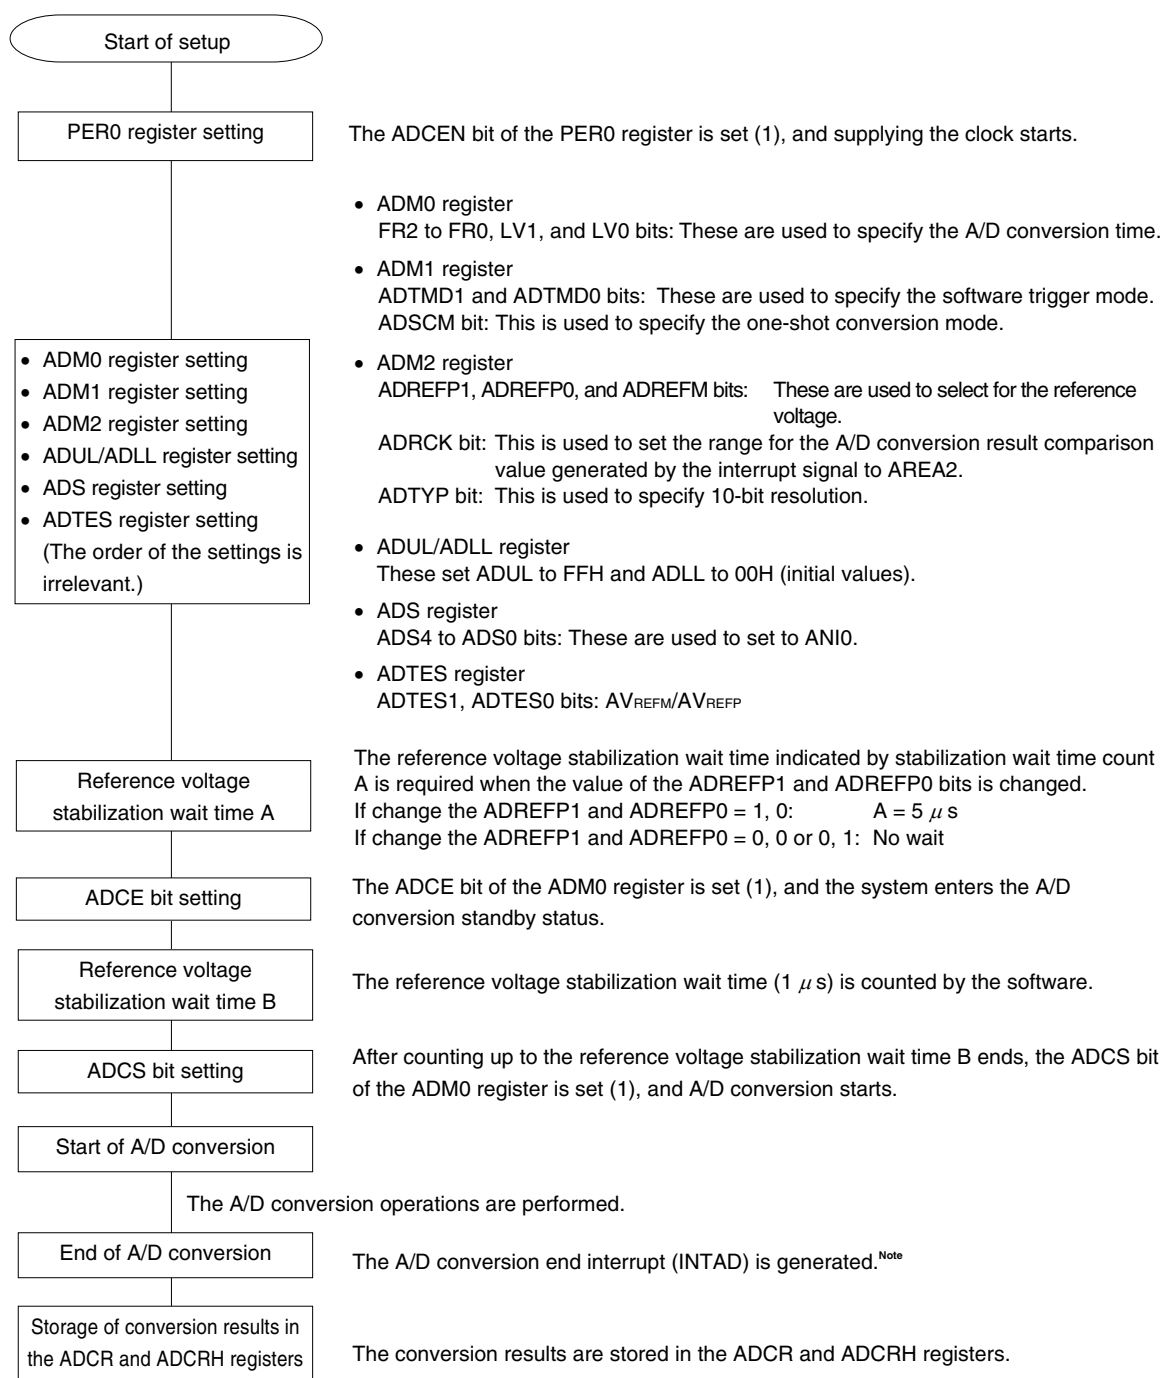 Start of setup
PER0 register setting
The ADCEN bit of the PER0 register is set (1), and supplying the clock starts.
• ADM0 register
FR2 to FR0, LV1, and LV0 bits: These are used to specify the A/D conversion time.
• ADM1 register
ADTMD1 and ADTMD0 bits: These are used to specify the software trigger mode.
ADSCM bit: This is used to specify the one-shot conversion mode.
• ADM0 register setting
• ADM1 register setting
• ADM2 register setting
• ADUL/ADLL register setting
• ADS register setting
• ADTES register setting
(The order of the settings is
irrelevant.)
• ADM2 register
ADREFP1, ADREFP0, and ADREFM bits: These are used to select for the reference
voltage.
ADRCK bit: This is used to set the range for the A/D conversion result comparison
value generated by the interrupt signal to AREA2.
ADTYP bit: This is used to specify 10-bit resolution.
• ADUL/ADLL register
These set ADUL to FFH and ADLL to 00H (initial values).
• ADS register
ADS4 to ADS0 bits: These are used to set to ANI0.
• ADTES register
ADTES1, ADTES0 bits: AVREFM/AVREFP
Reference voltage
stabilization wait time A
The reference voltage stabilization wait time indicated by stabilization wait time count
A is required when the value of the ADREFP1 and ADREFP0 bits is changed.
If change the ADREFP1 and ADREFP0 = 1, 0: A = 5 μ s
If change the ADREFP1 and ADREFP0 = 0, 0 or 0, 1: No wait
ADCE bit setting
The ADCE bit of the ADM0 register is set (1), and the system enters the A/D
conversion standby status.
Reference voltage
stabilization wait time B
The reference voltage stabilization wait time (1 μ s) is counted by the software.
ADCS bit setting
After counting up to the reference voltage stabilization wait time B ends, the ADCS bit
of the ADM0 register is set (1), and A/D conversion starts.
Start of A/D conversion
The A/D conversion operations are performed.
End of A/D conversion
The A/D conversion end interrupt (INTAD) is generated.Note
Storage of conversion results in
the ADCR and ADCRH registers
The conversion results are stored in the ADCR and ADCRH registers.